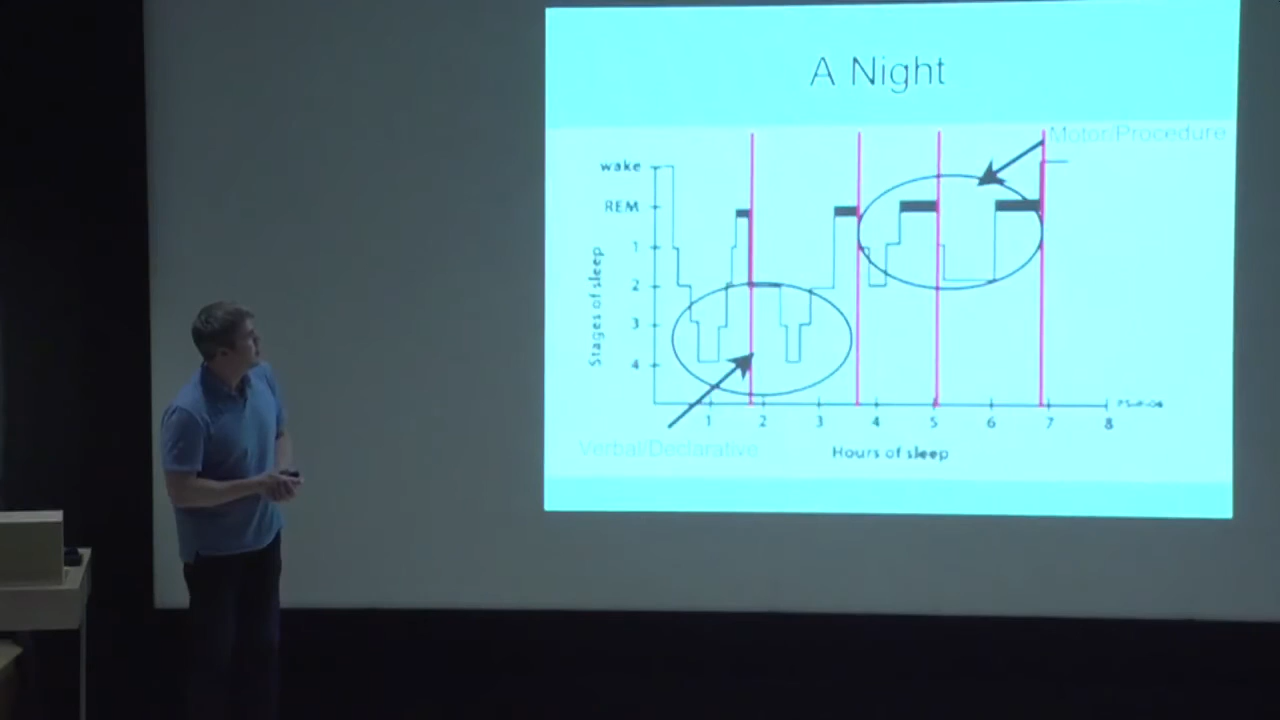 A Night
Motor/Procedure
wake
REM
1
2
3
4
Stages of sleep
1 2 3 4 5 6 7 8
Verbal/Declarative
Hours of sleep